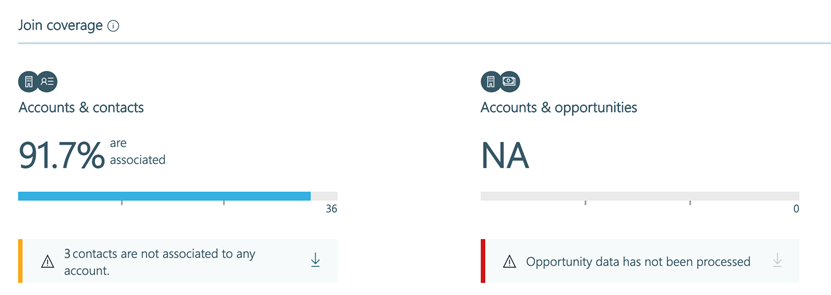 Join coverage
Accounts & contacts
91.7% are associated
36
3 contacts are not associated to any
account.
Accounts & opportunities
NA
0
Opportunity data has not been processed